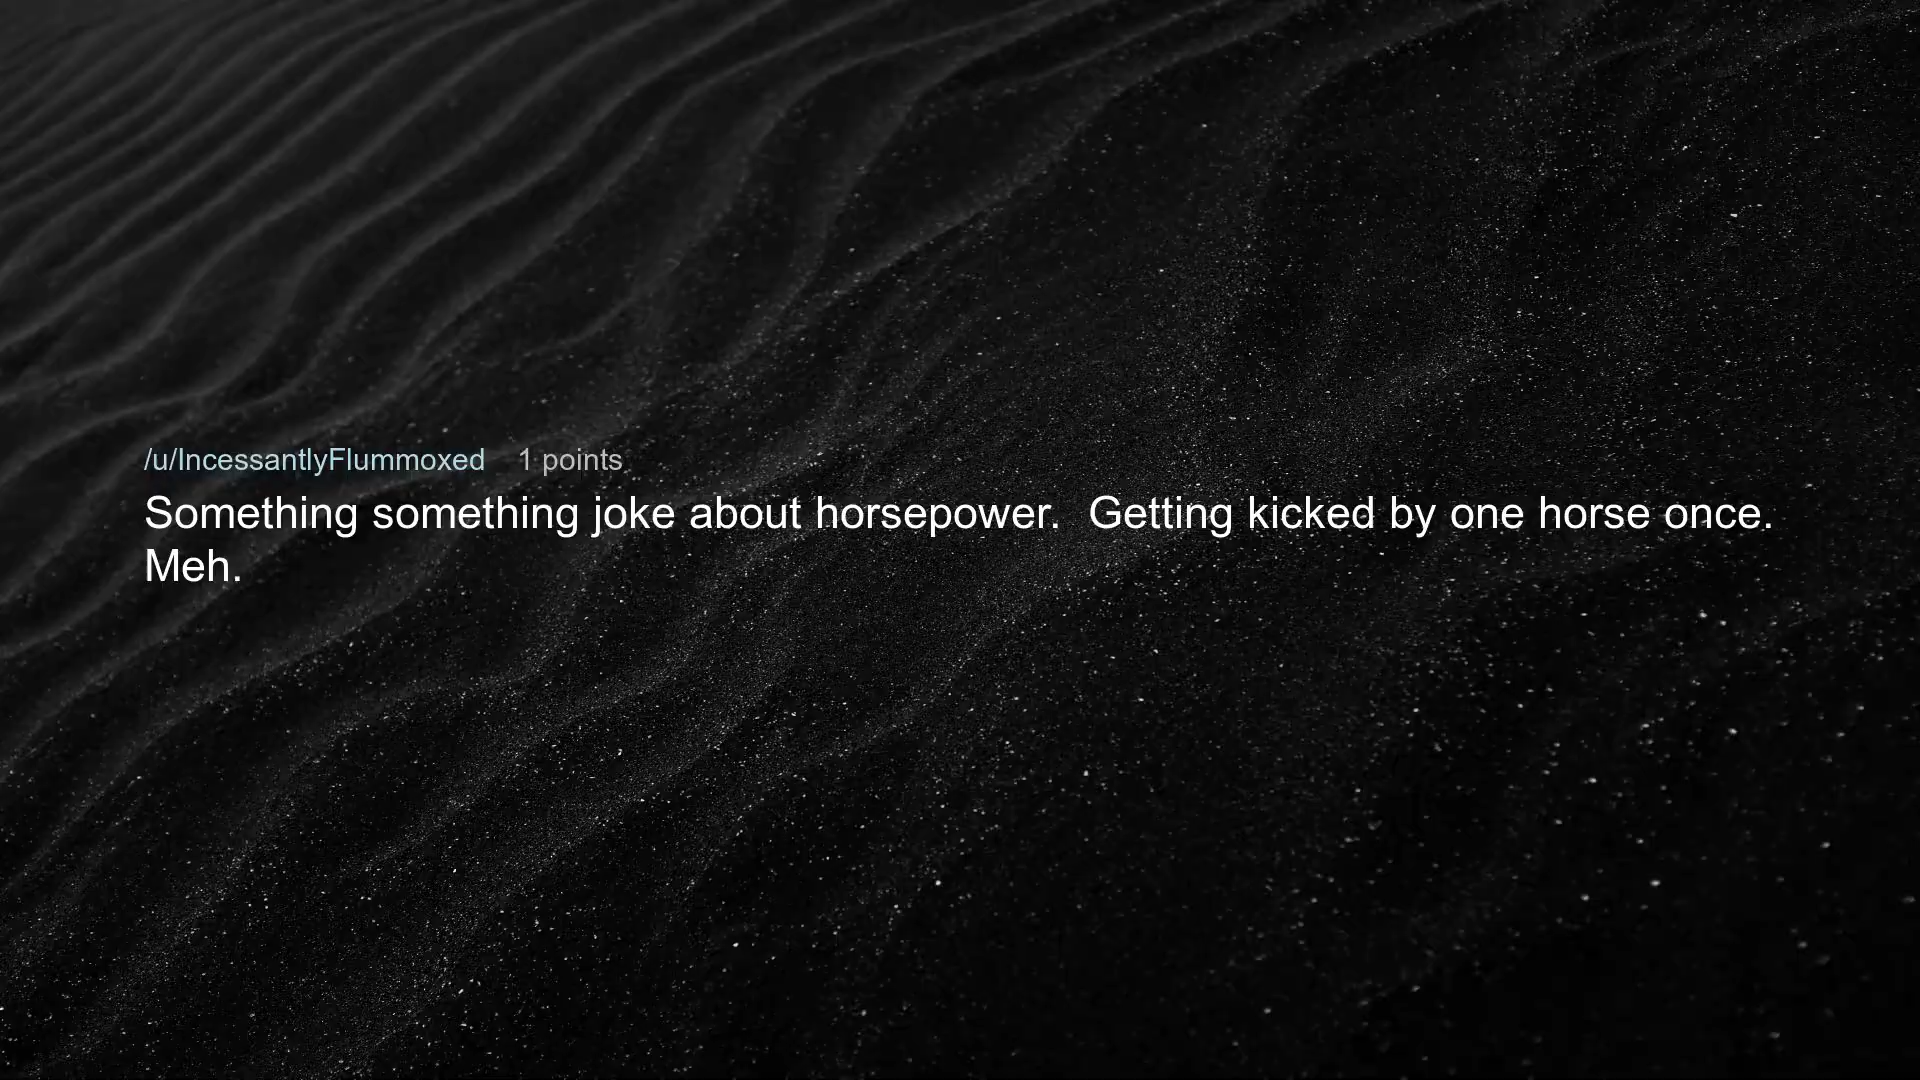 /u/IncessantlyFlummoxed 1 points
Something something joke about horsepower.  Getting kicked by one horse once.
Meh.